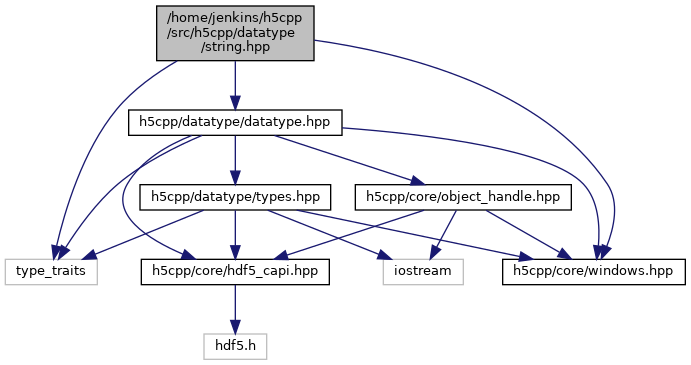 /home/jenkins/h5cpp
/src/h5cpp/datatype
/string.hpp
h5cpp/datatype/datatype.hpp
h5cpp/datatype/types.hpp
h5cpp/core/object_handle.hpp
type_traits
h5cpp/core/hdf5_capi.hpp
iostream
h5cpp/core/windows.hpp
hdf5.h